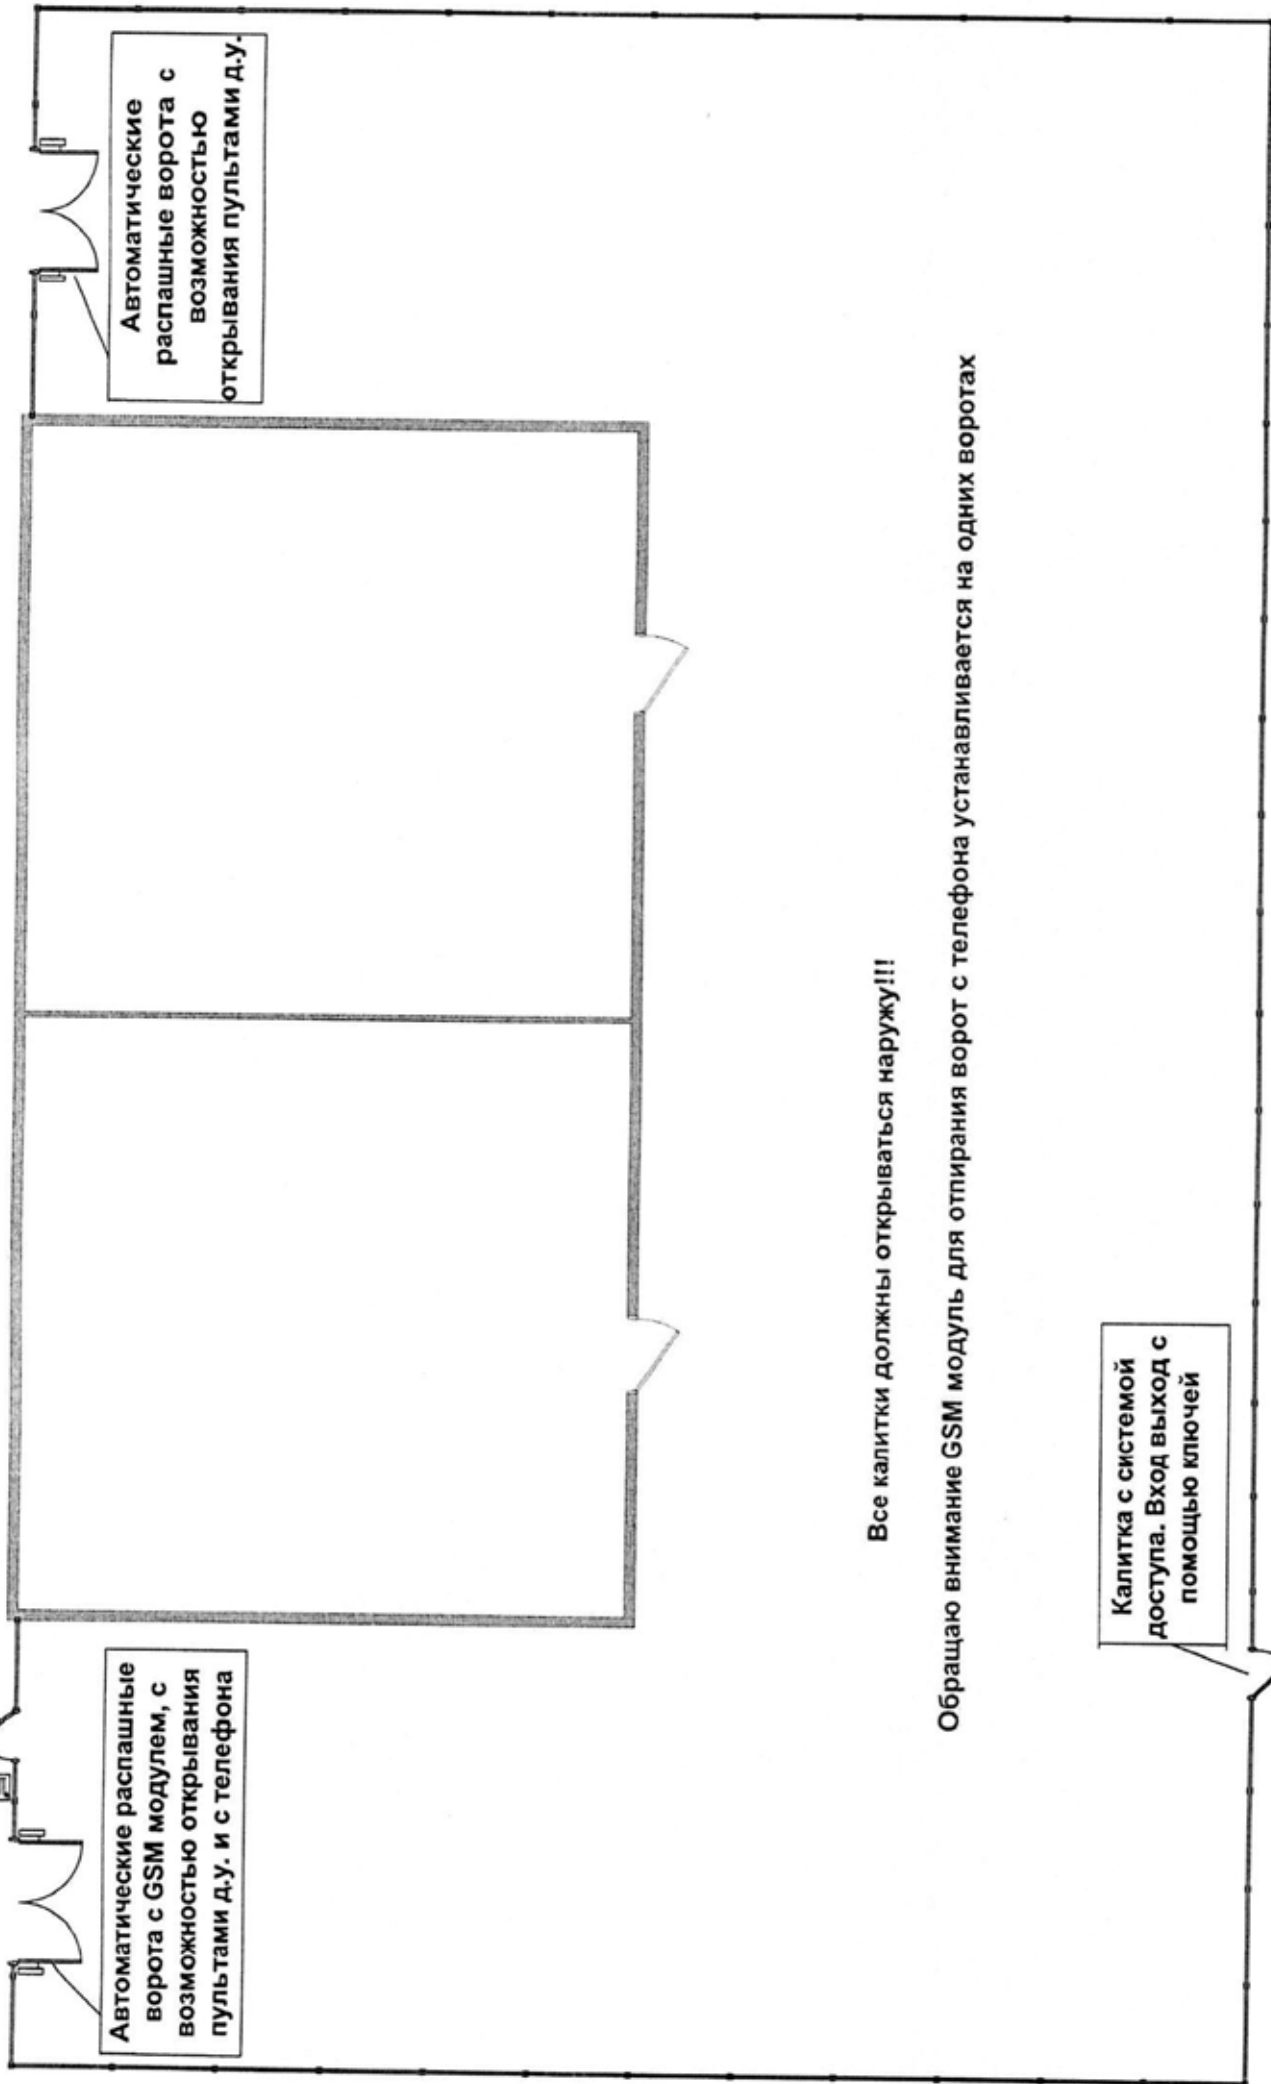 Автоматические распашные
ворота с GSM модулем, с
возможностью открывания
пультами д.у. и с телефона
Автоматические
распашные ворота с
возможностью
открывания пультами д.у.
Все калитки должны открываться наружу!!!
Обращаю внимание GSM модуль для отпирания ворот с телефона устанавливается на одних воротах
Калитка с системой
доступа. Вход выход с
помощью ключей